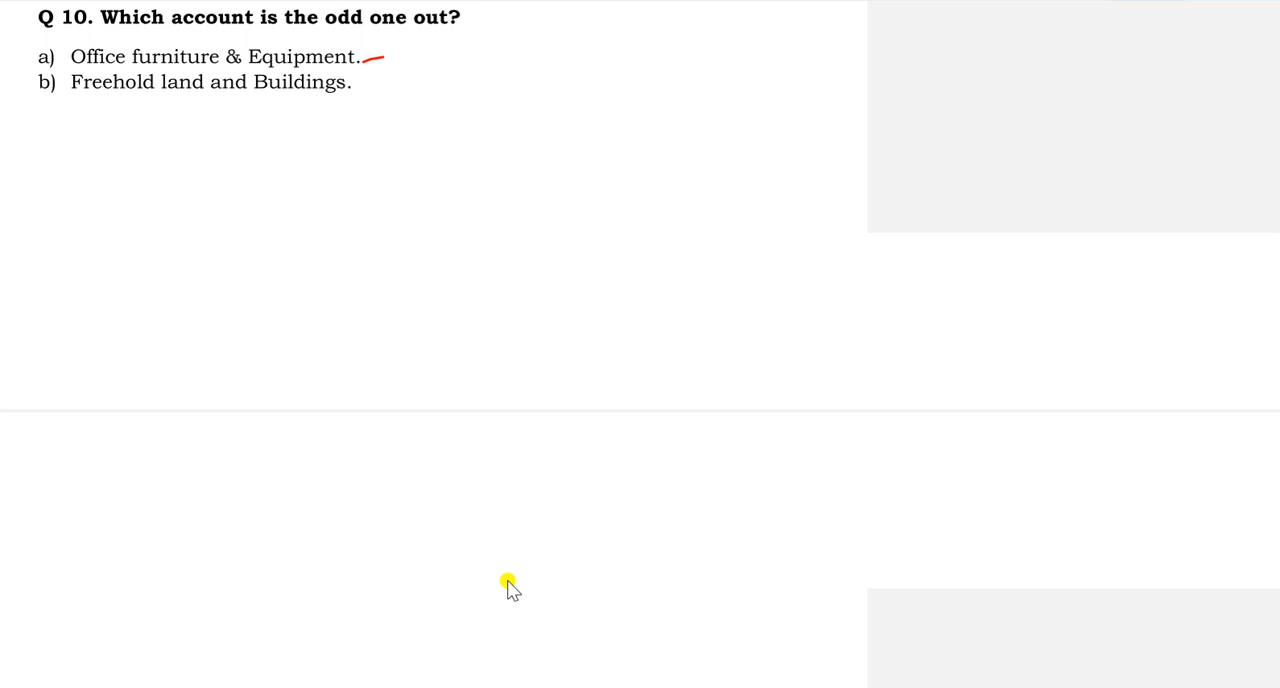 Q 10. Which account is the odd one out?
a) Office furniture & Equipment.
b) Freehold land and Buildings.